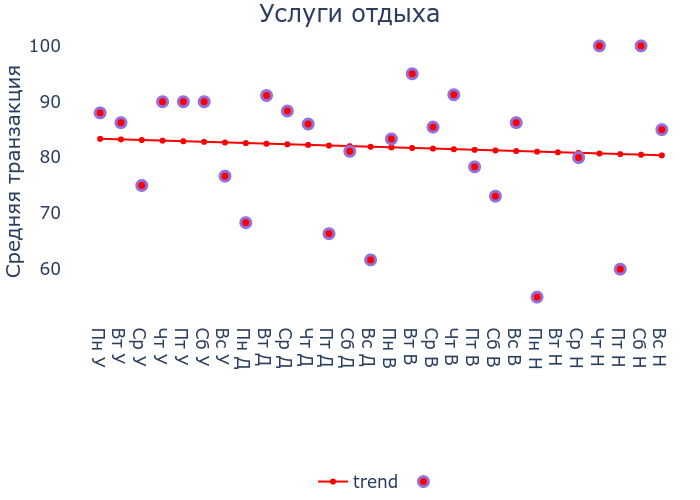 Услуги отдыха
Средняя транзакция
100
90
80
70
60
Пн У
Вт У
Ср У
Чт У
Пт У
Сб У
Вс У
Пн Д
Вт Д
Ср Д
Чт Д
Пт Д
Сб Д
Вс Д
Пн В
Вт В
Ср В
Чт В
Пт В
Сб В
Вс В
Пн Н
Вт Н
Ср Н
Чт Н
Пт Н
Сб Н
Вс Н
trend